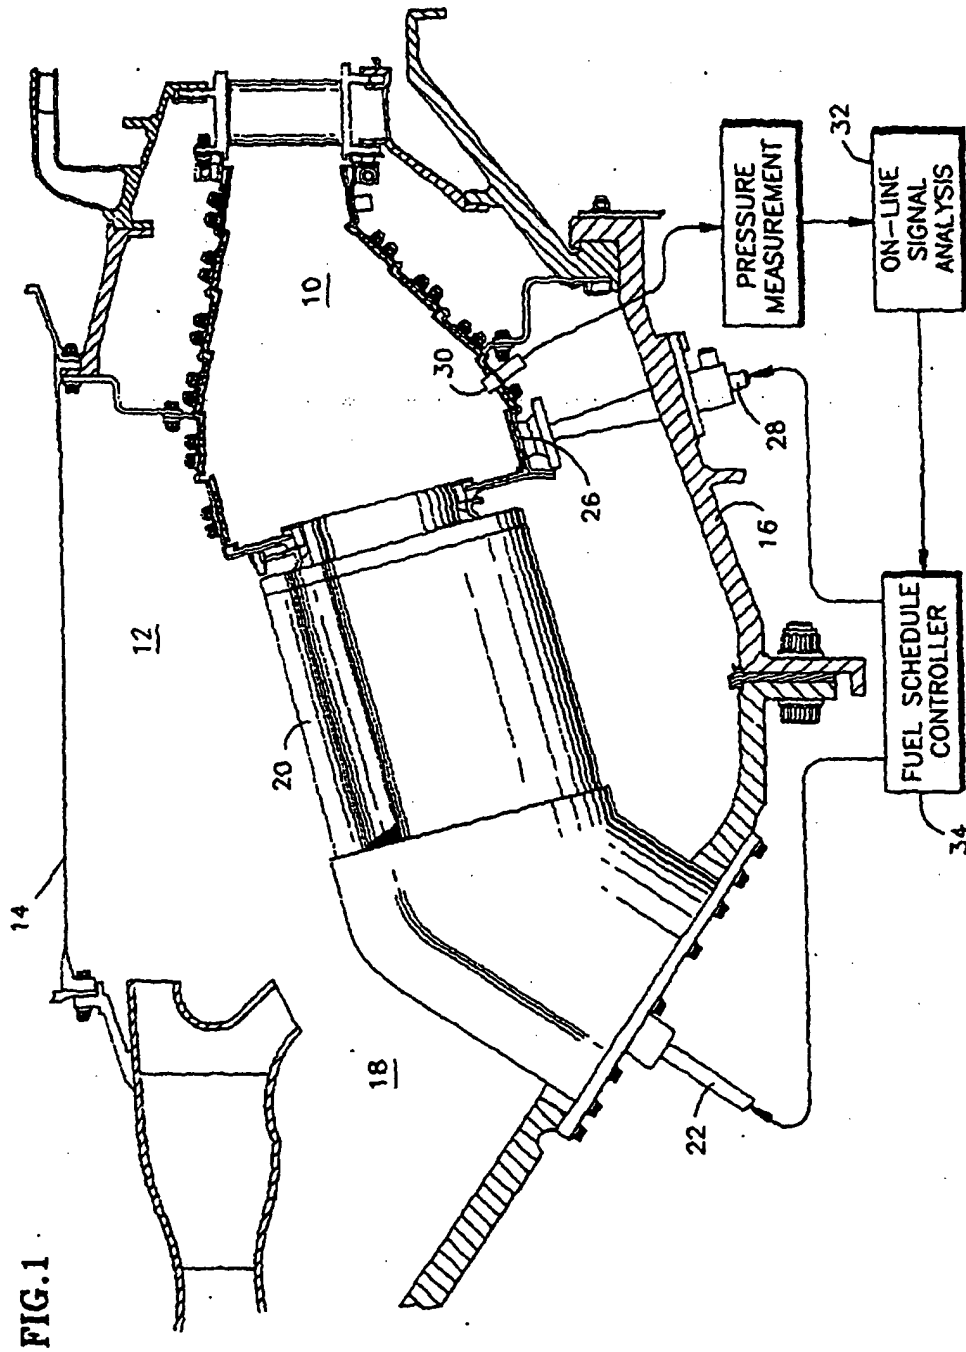 FIG.1
14
12
18
20
10
30
26
28
16
22
PRESSURE
MEASUREMENT
32
ON-LINE
SIGNAL
ANALYSIS
FUEL SCHEDULE
CONTROLLER
34